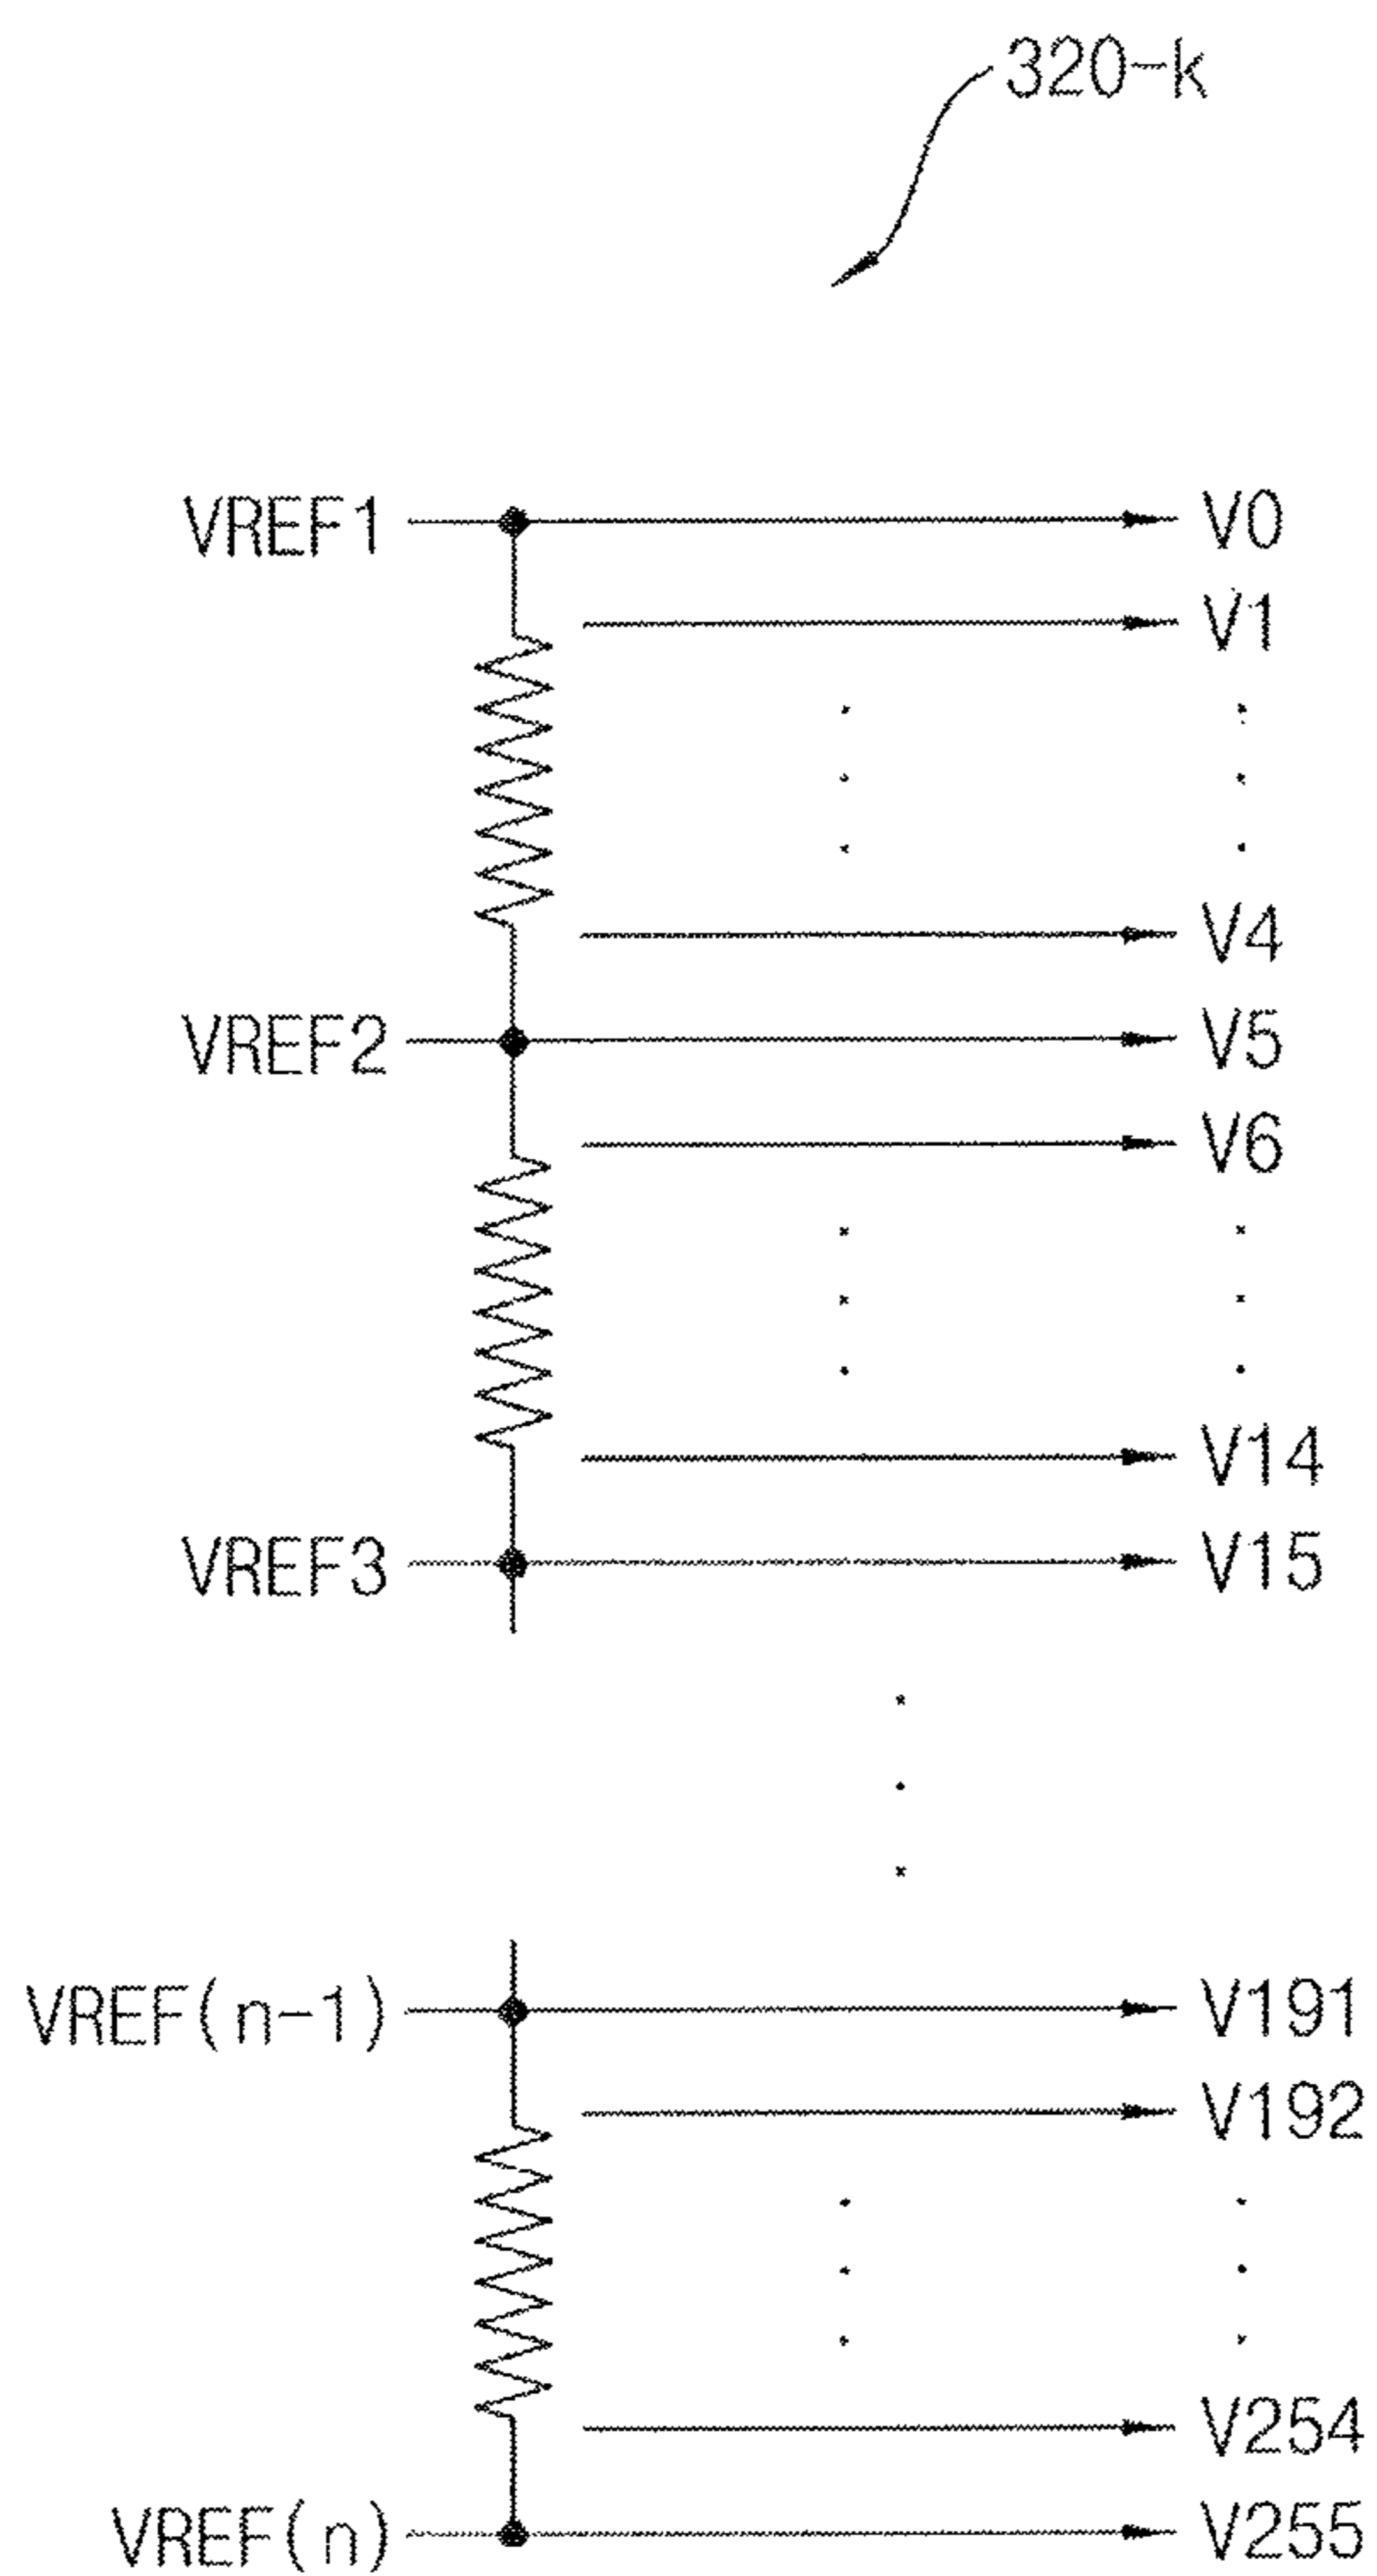 320-k
VREF1 V0
V1
V4
VREF2 V5
V6
V14
VREF3 V15
VREF(n-1) V191
V192
V254
VREF(n) V255